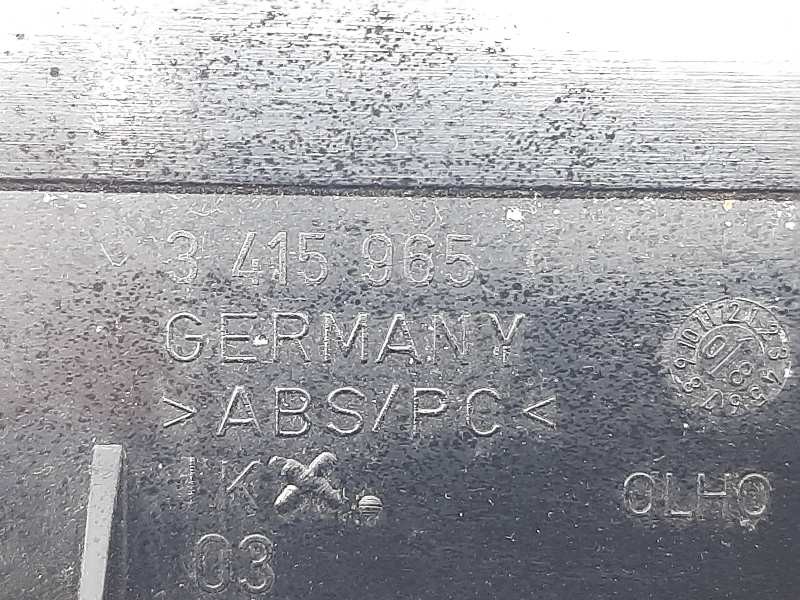 3 415 965
GERMANY
>ABS/PC<
K
OLHO
03